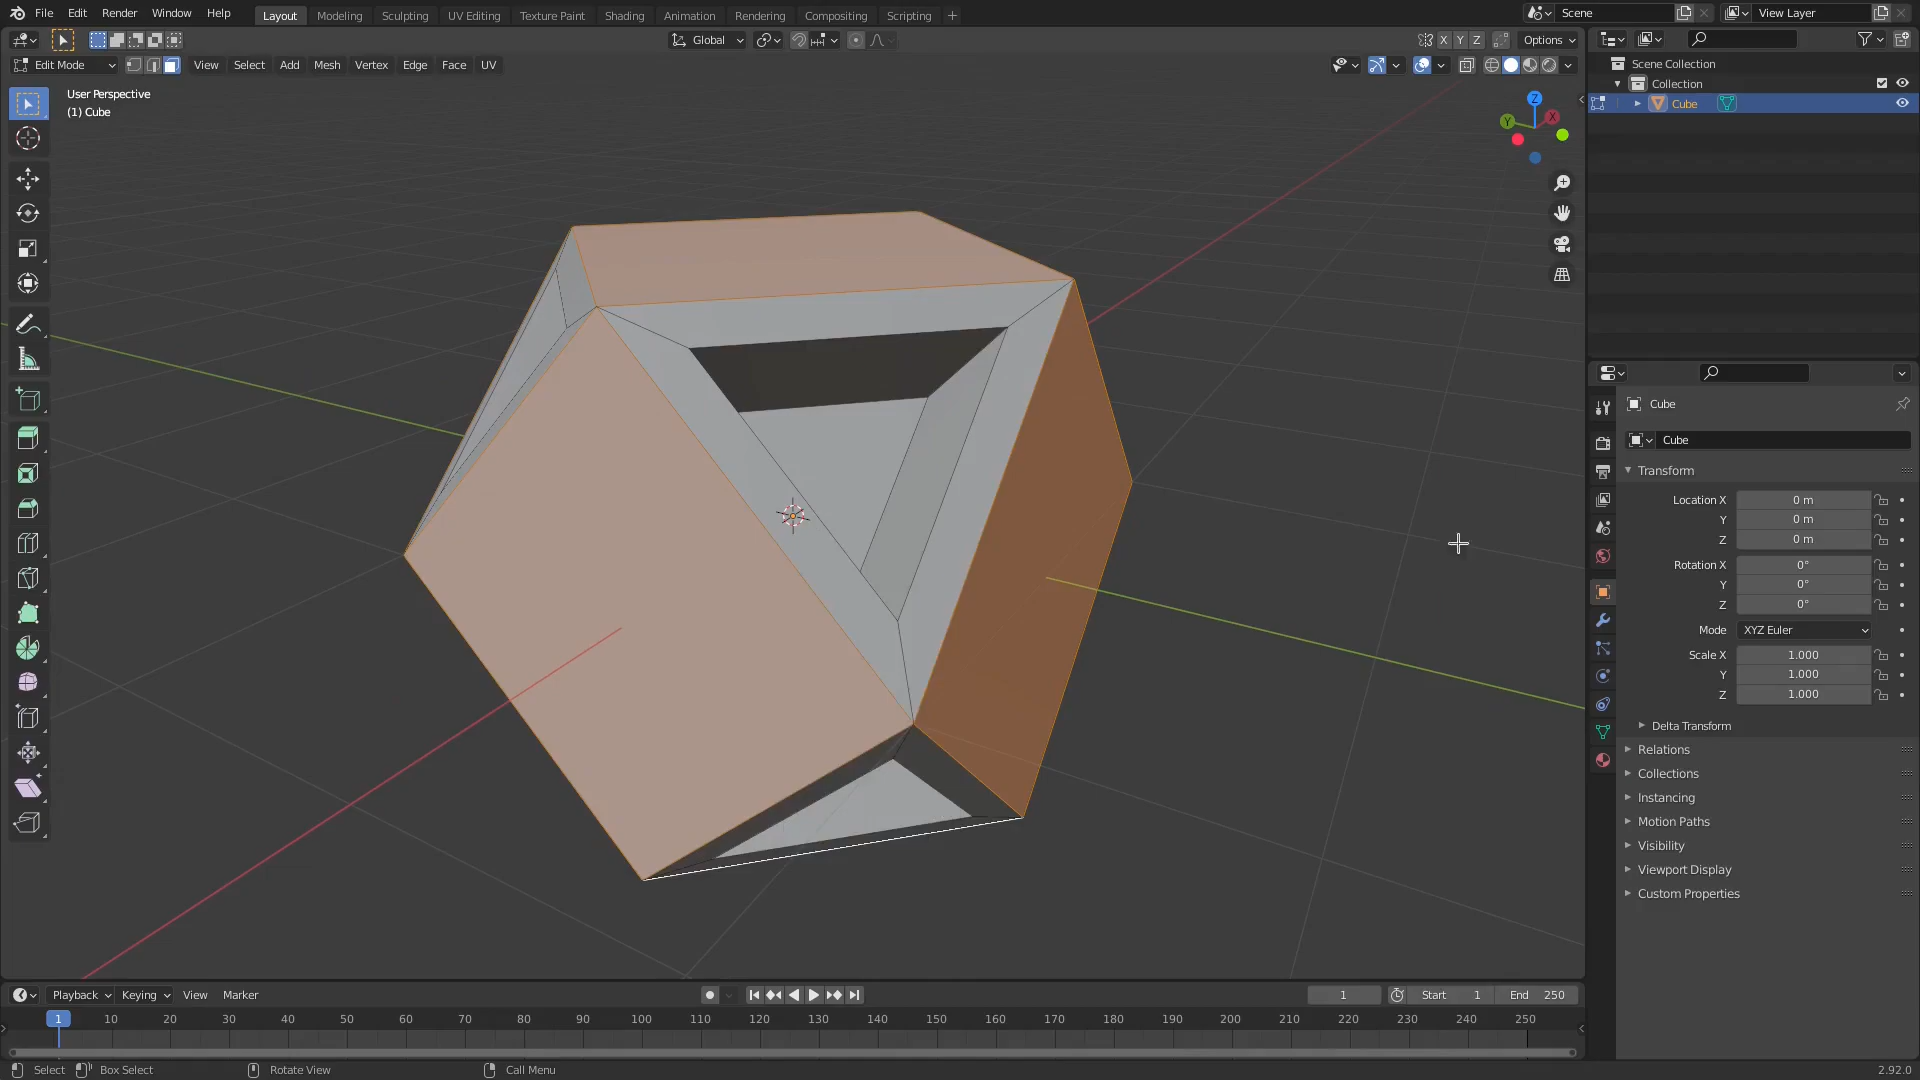 File Edit Render Window Help Layout Modeling Sculpting UV Editing Texture Paint Shading Animation Rendering Compositing Scripting + Scene View Layer
Global X Y Z Options
Edit Mode View Select Add Mesh Vertex Edge Face UV
User Perspective
(1) Cube
Z
Y X
Scene Collection
Collection
Cube
Cube
Cube
Transform
Location X 0 m
Y 0 m
Z 0 m
Rotation X 0°
Y 0°
Z 0°
Mode XYZ Euler
Scale X 1.000
Y 1.000
Z 1.000
Delta Transform
Relations
Collections
Instancing
Motion Paths
Visibility
Viewport Display
Custom Properties
Playback Keying View Marker 1 Start 1 End 250
1 10 20 30 40 50 60 70 80 90 100 110 120 130 140 150 160 170 180 190 200 210 220 230 240 250
Select Box Select Rotate View Call Menu 2.92.0